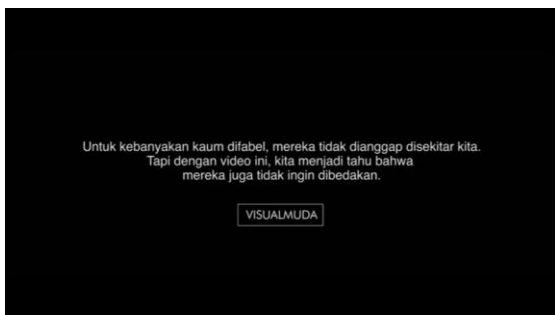 Untuk kebanyakan kaum difabel, mereka tidak dianggap disekitar kita.
Tapi dengan video ini, kita menjadi tahu bahwa
mereka juga tidak ingin dibedakan.
VISUALMUDA